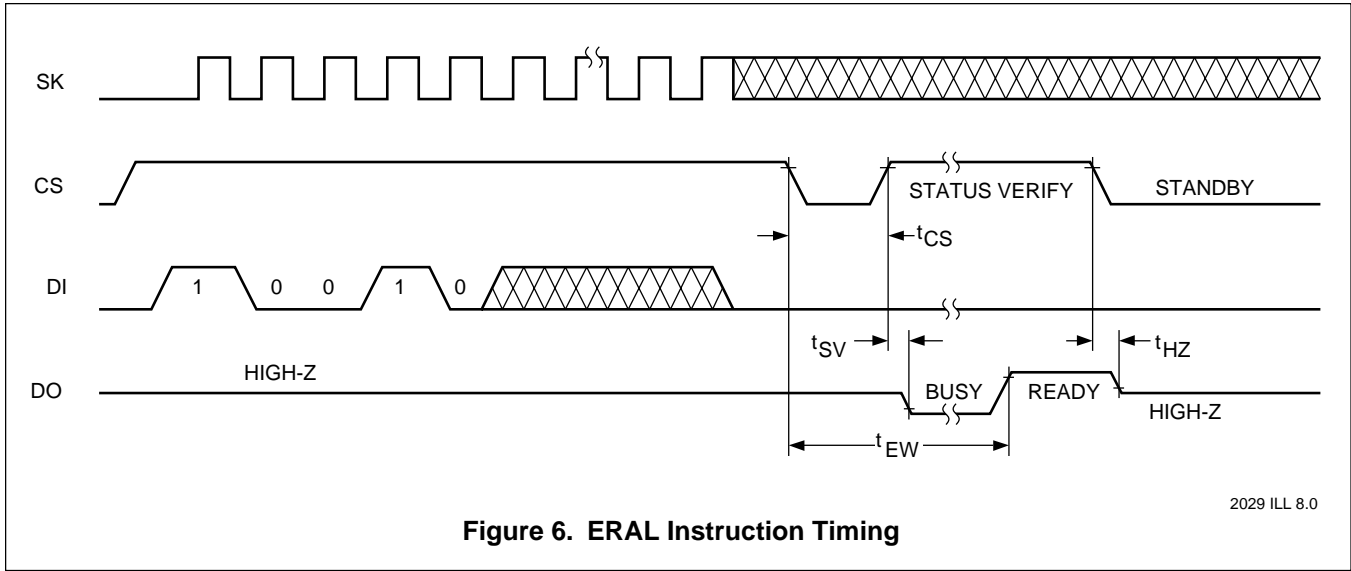 SK
CS
STATUS VERIFY
STANDBY
tCS
DI
1 0 0 1 0
tSV
tHZ
DO
HIGH-Z
BUSY
READY
HIGH-Z
tEW
2029 ILL 8.0
Figure 6. ERAL Instruction Timing